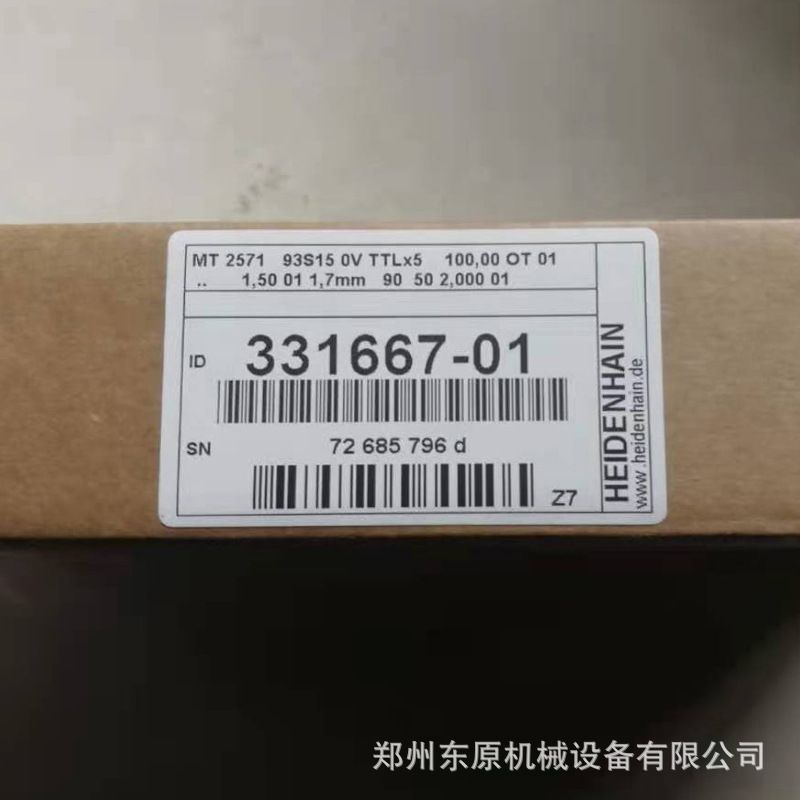 MT 2571 93S15 0V TTLx5 100,00 OT 01
.. 1,50 01 1,7mm 90 50 2,000 01
ID 331667-01
SN 72 685 796 d
Z7
HEIDENHAIN
www.heidenhain.de
郑州东原机械设备有限公司